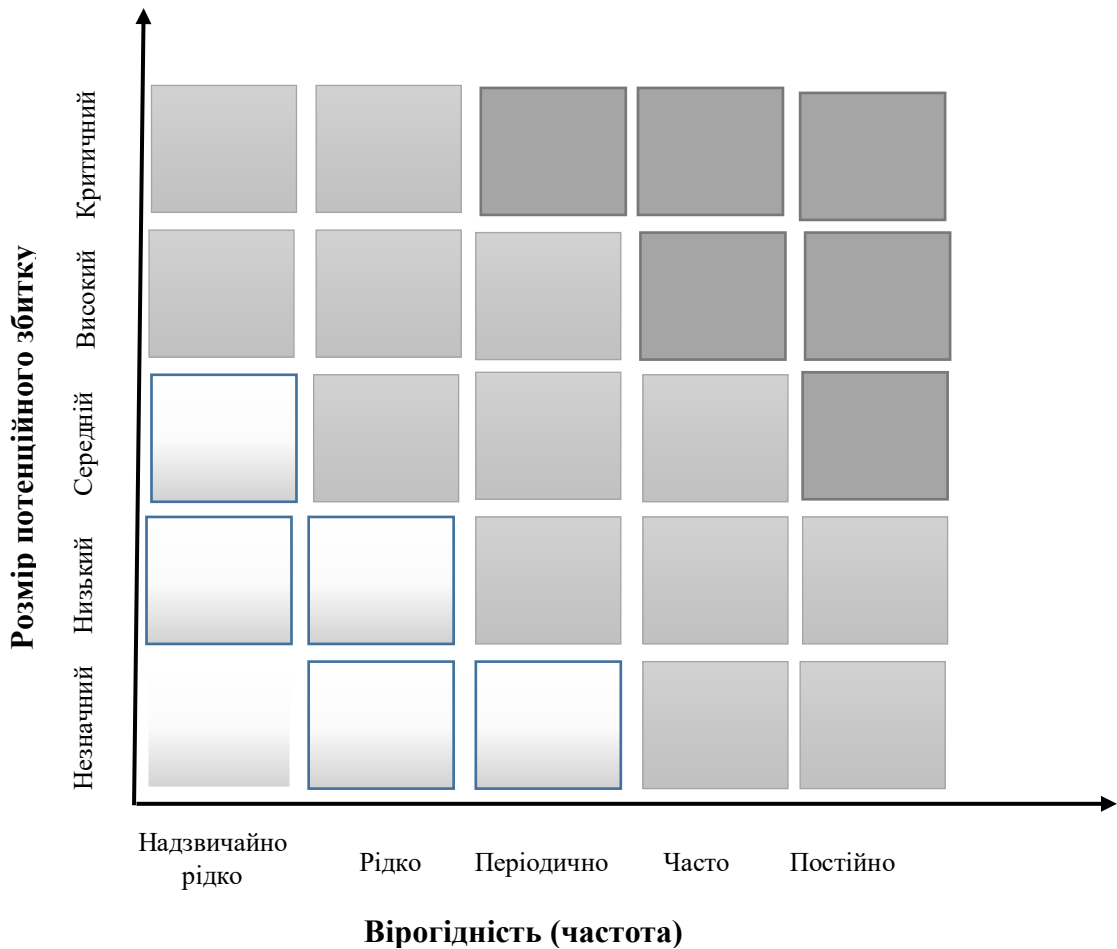 Розмір потенційного збитку
Критичний
Високий
Середній
Низький
Незначний
Надзвичайно
рідко
Рідко
Періодично
Часто
Постійно
Вірогідність (частота)